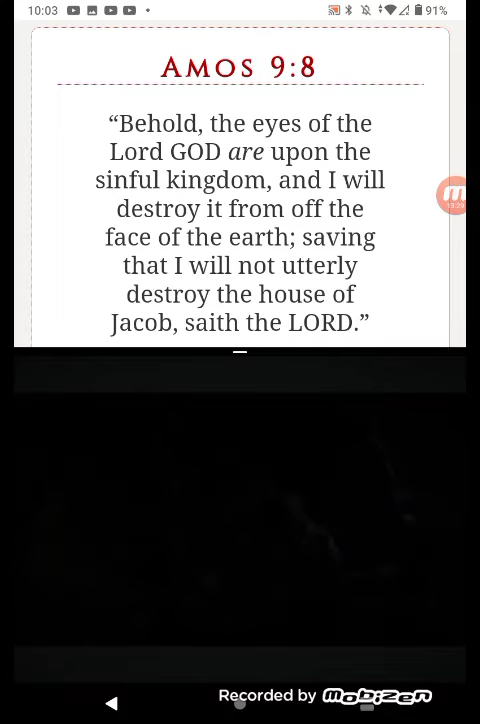 10:03
91%
AMOS 9:8
“Behold, the eyes of the
Lord GOD are upon the
sinful kingdom, and I will
destroy it from off the
face of the earth; saving
that I will not utterly
destroy the house of
Jacob, saith the LORD.”
Recorded by Mobizen